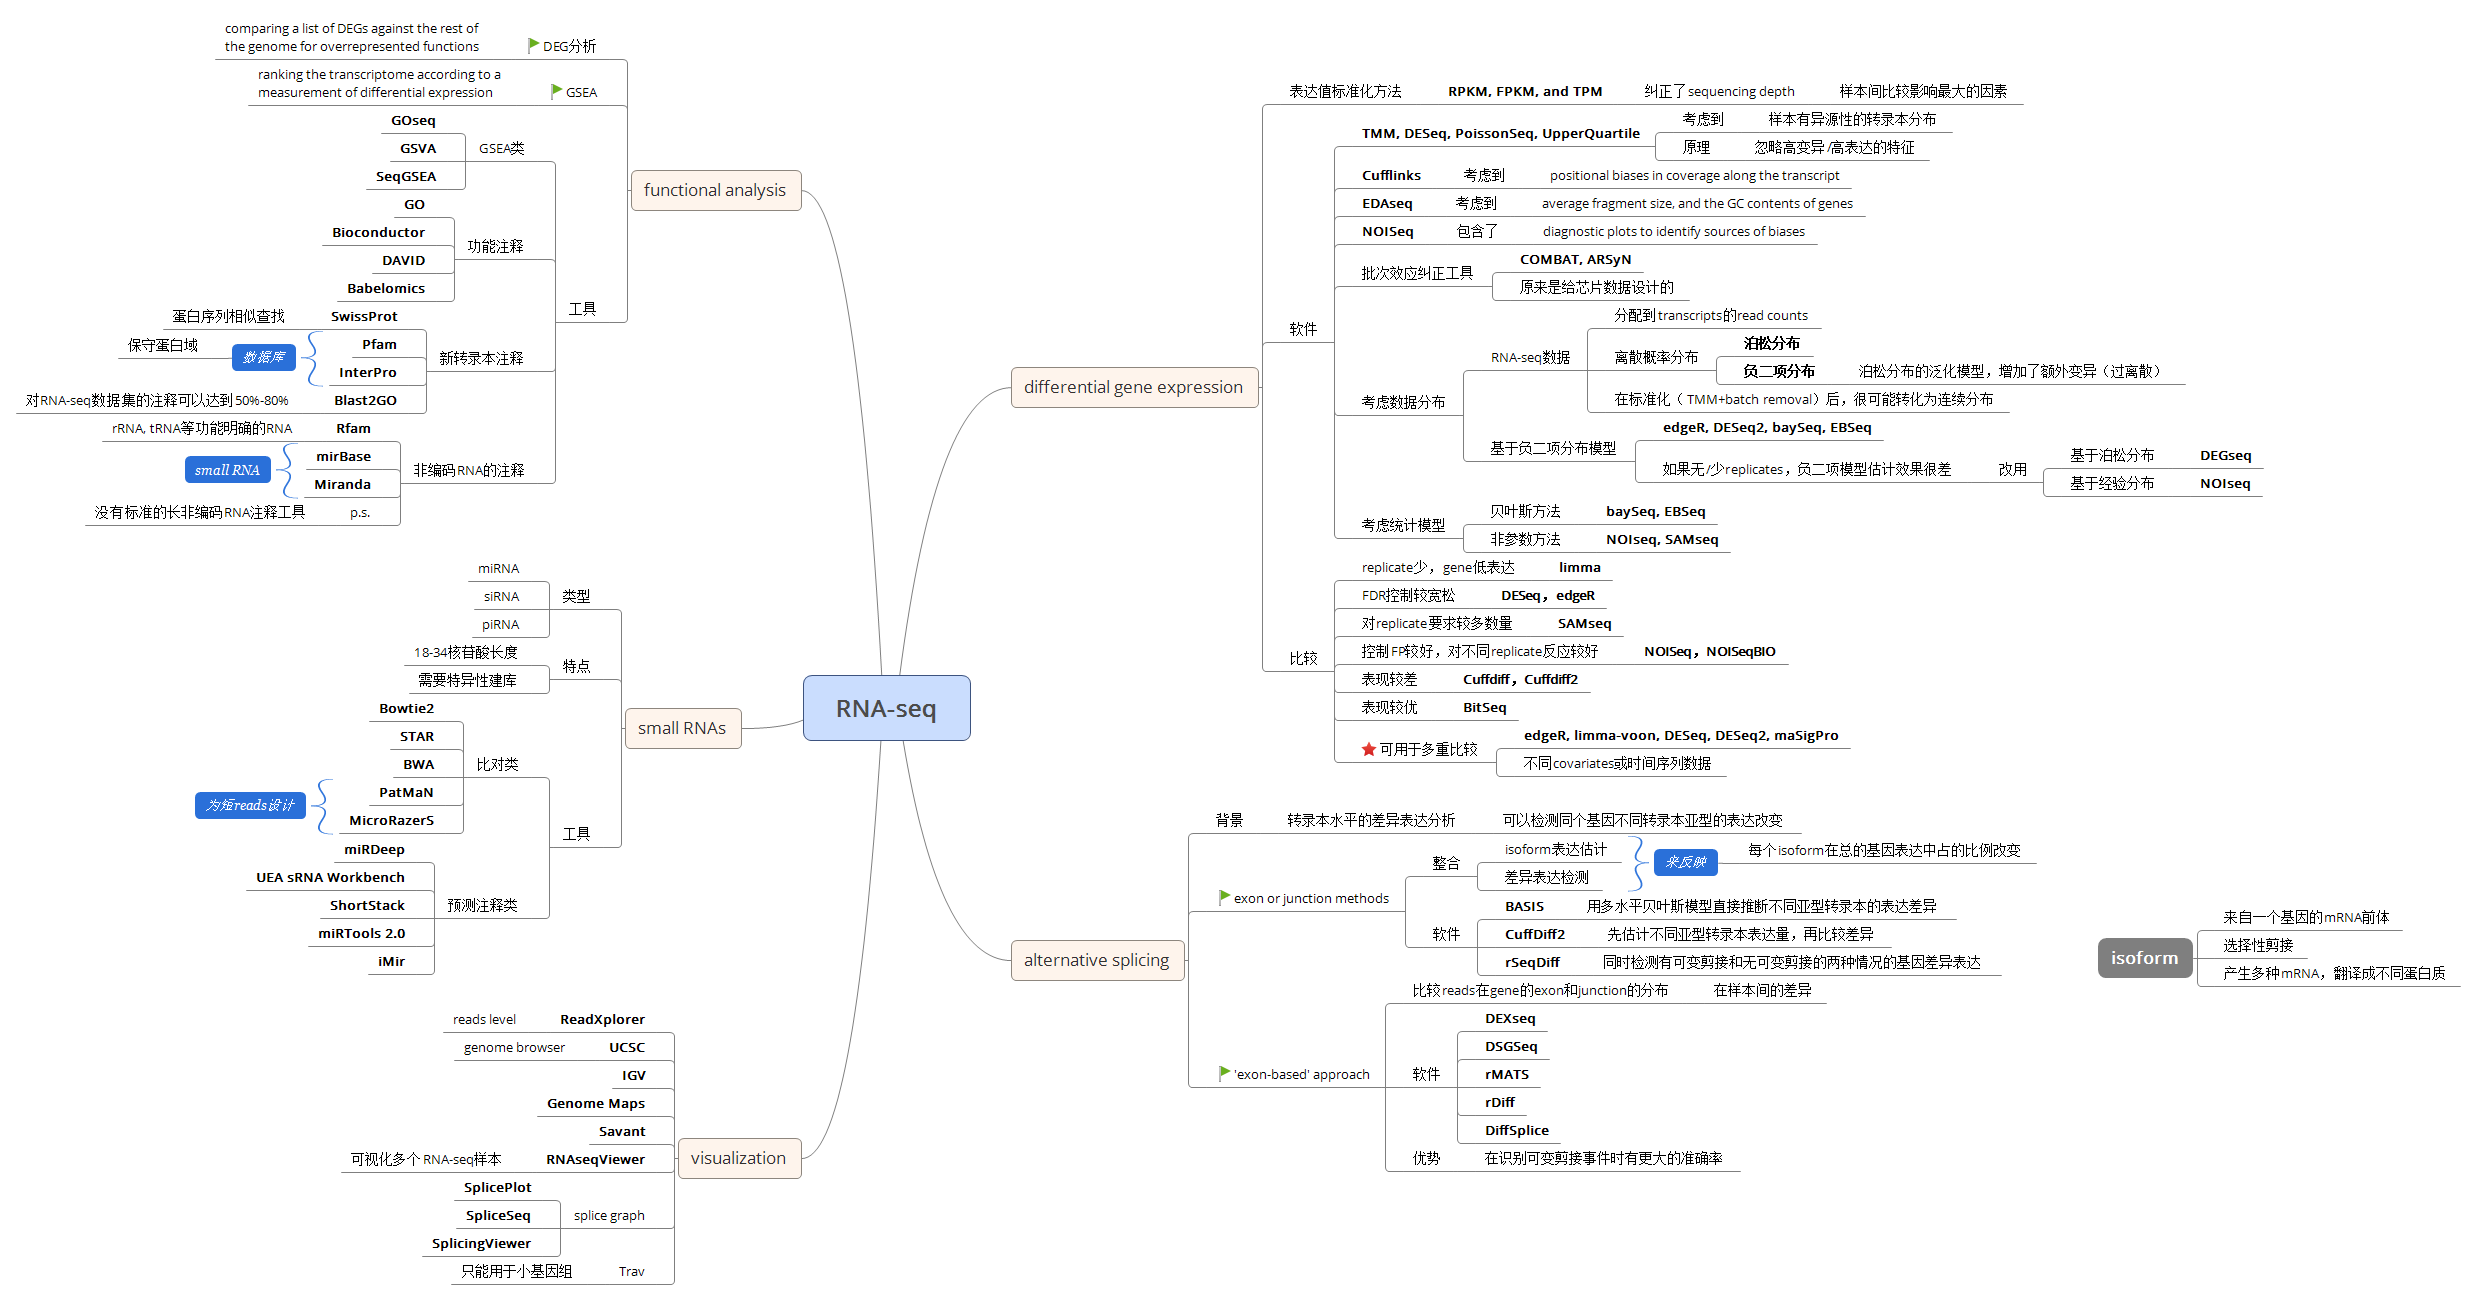 RNA-seq
functional analysis
DEG分析
comparing a list of DEGs against the rest of
the genome for overrepresented functions
GSEA
ranking the transcriptome according to a
measurement of differential expression
工具
GSEA类
GOseq
GSVA
SeqGSEA
功能注释
GO
Bioconductor
DAVID
Babelomics
新转录本注释
SwissProt
蛋白序列相似查找
Pfam
InterPro
数据库
保守蛋白域
Blast2GO
对RNA-seq数据集的注释可以达到50%-80%
非编码RNA的注释
Rfam
rRNA, tRNA等功能明确的RNA
mirBase
Miranda
small RNA
p.s.
没有标准的长非编码RNA注释工具
small RNAs
类型
miRNA
siRNA
piRNA
特点
18-34核苷酸长度
需要特异性建库
工具
比对类
Bowtie2
STAR
BWA
PatMaN
MicroRazerS
为短reads设计
预测注释类
miRDeep
UEA sRNA Workbench
ShortStack
miRTools 2.0
iMir
visualization
ReadXplorer
reads level
UCSC
genome browser
IGV
Genome Maps
Savant
RNAseqViewer
可视化多个 RNA-seq样本
splice graph
SplicePlot
SpliceSeq
SplicingViewer
Trav
只能用于小基因组
differential gene expression
表达值标准化方法
RPKM, FPKM, and TPM
纠正了sequencing depth
样本间比较影响最大的因素
软件
TMM, DESeq, PoissonSeq, UpperQuartile
考虑到
样本有异源性的转录本分布
原理
忽略高变异/高表达的特征
Cufflinks
考虑到
positional biases in coverage along the transcript
EDAseq
考虑到
average fragment size, and the GC contents of genes
NOISeq
包含了
diagnostic plots to identify sources of biases
批次效应纠正工具
COMBAT, ARSyN
原来是给芯片数据设计的
考虑数据分布
RNA-seq数据
分配到transcripts的read counts
离散概率分布
泊松分布
负二项分布
泊松分布的泛化模型，增加了额外变异（过离散）
在标准化（ TMM+batch removal）后，很可能转化为连续分布
基于负二项分布模型
edgeR, DESeq2, baySeq, EBSeq
如果无/少replicates，负二项模型估计效果很差
改用
基于泊松分布
DEGseq
基于经验分布
NOIseq
考虑统计模型
贝叶斯方法
baySeq, EBSeq
非参数方法
NOIseq, SAMseq
比较
replicate少，gene低表达
limma
FDR控制较宽松
DESeq，edgeR
对replicate要求较多数量
SAMseq
控制FP较好，对不同replicate反应较好
NOISeq，NOISeqBIO
表现较差
Cuffdiff，Cuffdiff2
表现较优
BitSeq
可用于多重比较
edgeR, limma-voon, DESeq, DESeq2, maSigPro
不同covariates或时间序列数据
alternative splicing
背景
转录本水平的差异表达分析
可以检测同个基因不同转录本亚型的表达改变
exon or junction methods
整合
isoform表达估计
差异表达检测
来反映
每个isoform在总的基因表达中占的比例改变
软件
BASIS
用多水平贝叶斯模型直接推断不同亚型转录本的表达差异
CuffDiff2
先估计不同亚型转录本表达量，再比较差异
rSeqDiff
同时检测有可变剪接和无可变剪接的两种情况的基因差异表达
'exon-based' approach
比较reads在gene的exon和junction的分布
在样本间的差异
软件
DEXseq
DSGSeq
rMATS
rDiff
DiffSplice
优势
在识别可变剪接事件时有更大的准确率
isoform
来自一个基因的mRNA前体
选择性剪接
产生多种mRNA，翻译成不同蛋白质